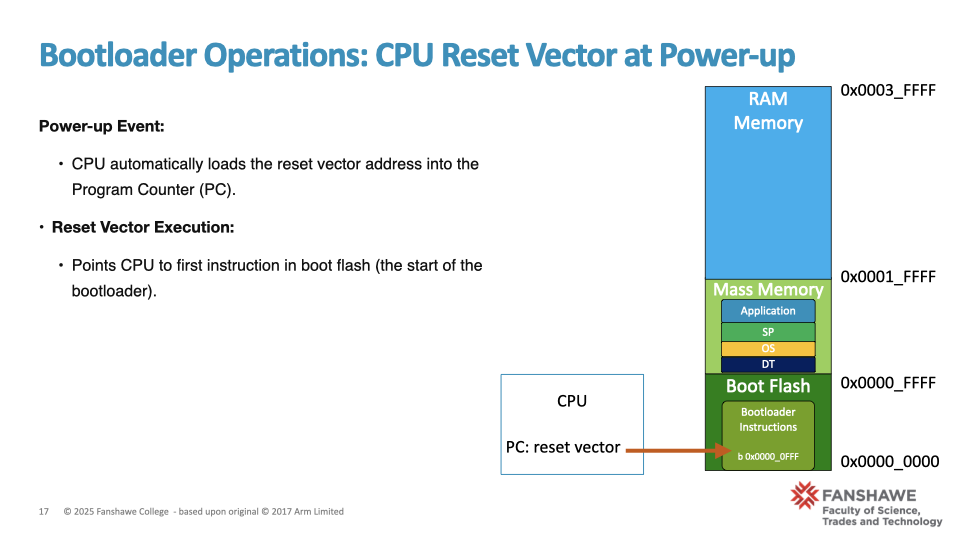 Bootloader Operations: CPU Reset Vector at Power-up
Power-up Event:
• CPU automatically loads the reset vector address into the
Program Counter (PC).
• Reset Vector Execution:
• Points CPU to first instruction in boot flash (the start of the
bootloader).
RAM
Memory
0x0003_FFFF
0x0001_FFFF
Mass Memory
Application
SP
OS
DT
0x0000_FFFF
Boot Flash
Bootloader
Instructions
b 0x0000_0FFF
0x0000_0000
CPU
PC: reset vector
17 © 2025 Fanshawe College - based upon original © 2017 Arm Limited
FANSHAWE
Faculty of Science,
Trades and Technology